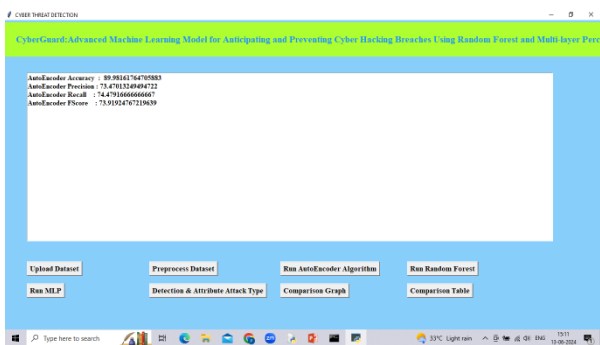 CYBER THREAT DETECTION
CyberGuard:Advanced Machine Learning Model for Anticipating and Preventing Cyber Hacking Breaches Using Random Forest and Multi-layer Perc
AutoEncoder Accuracy : 89.98161764705883
AutoEncoder Precision : 73.47013249494722
AutoEncoder Recall : 74.47916666666667
AutoEncoder FScore : 73.91924767219639
Upload Dataset Preprocess Dataset Run AutoEncoder Algorithm Run Random Forest
Run MLP Detection & Attribute Attack Type Comparison Graph Comparison Table
Type here to search 33°C Light rain ENG 15:11
13-06-2024